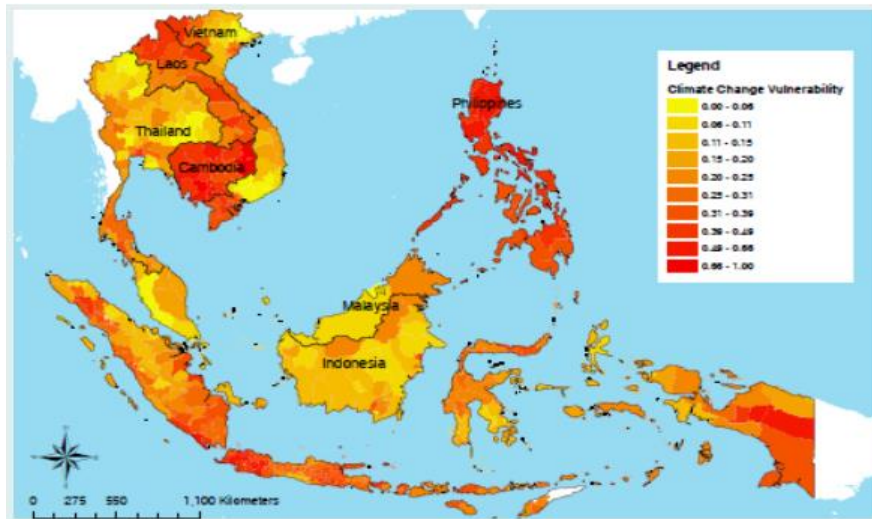 Vietnam
Laos
Thailand
Cambodia
Philippines
Malaysia
Indonesia
Legend
Climate Change Vulnerability
0.00 - 0.06
0.06 - 0.11
0.11 - 0.15
0.15 - 0.20
0.20 - 0.25
0.25 - 0.31
0.31 - 0.39
0.39 - 0.49
0.49 - 0.66
0.66 - 1.00
0 275 550 1,100 Kilometers